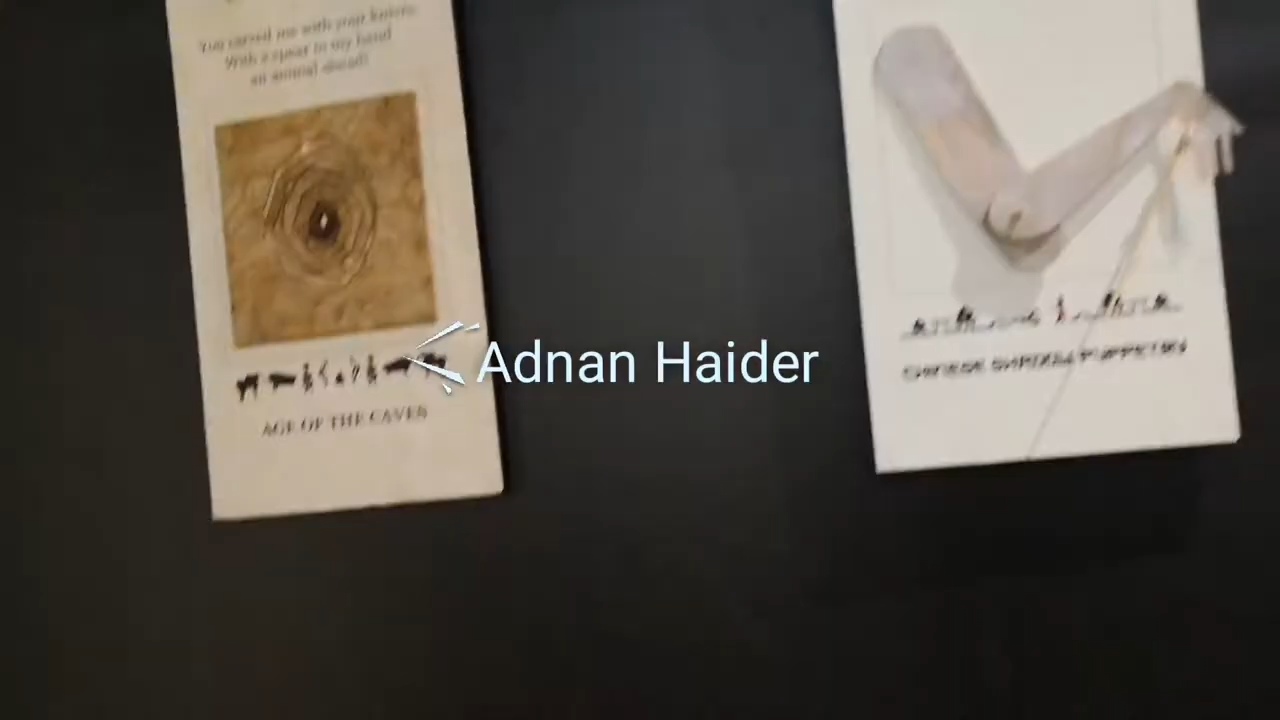 You carved me with your knives
With a spear in my hand
an animal ahead!
AGE OF THE CAVES
Adnan Haider
CHINESE SHADOW PUPPETRY